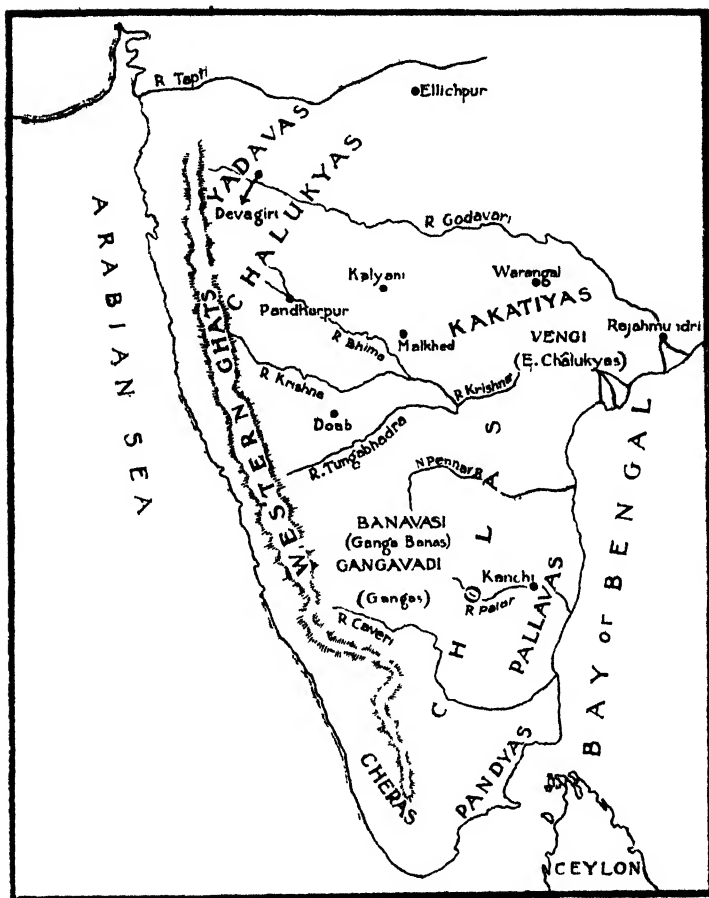 R Tapti
Ellichpur
YADAVAS
CHALUKYAS
Devagiri
R Godavari
ARABIAN SEA
Kalyani
Warangal
Pandharpur
KAKATIYAS
R Bhima
Malkhed
VENGI
(E. Chalukyas)
Rajahmundri
WESTERN GHATS
R Krishna
R Krishna
Doab
R. Tungabhadra
N Pennar
CHOLAS
BANAVASI
(Ganga Banas)
GANGAVADI
(Gangas)
Kanchi
R Palar
PALLAVAS
R Caveri
BAY or BENGAL
CHERAS
PANDYAS
CEYLON